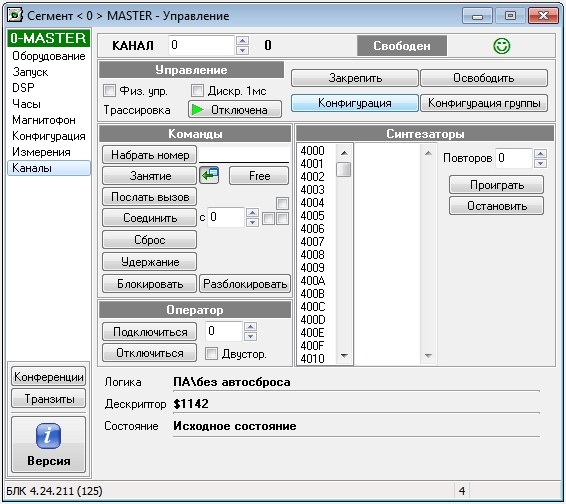 Сегмент < 0 > MASTER - Управление
0-MASTER
Оборудование
Запуск
DSP
Часы
Магнитофон
Конфигурация
Измерения
Каналы
Конференции
Транзиты
Версия
КАНАЛ 0 0 Свободен
Управление
Физ. упр. Дискр. 1мс
Трассировка Отключена
Закрепить Освободить
Конфигурация Конфигурация группы
Команды
Набрать номер
Занятие Free
Послать вызов
Соединить с 0
Сброс
Удержание
Блокировать Разблокировать
Оператор
Подключиться 0
Отключиться Двустор.
Синтезаторы
4000
4001
4002
4003
4004
4005
4006
4007
4008
4009
400A
400B
400C
400D
400E
400F
4010
Повторов 0
Проиграть
Остановить
Логика ПА\без автосброса
Дескриптор $1142
Состояние Исходное состояние
БЛК 4.24.211 (125) 4